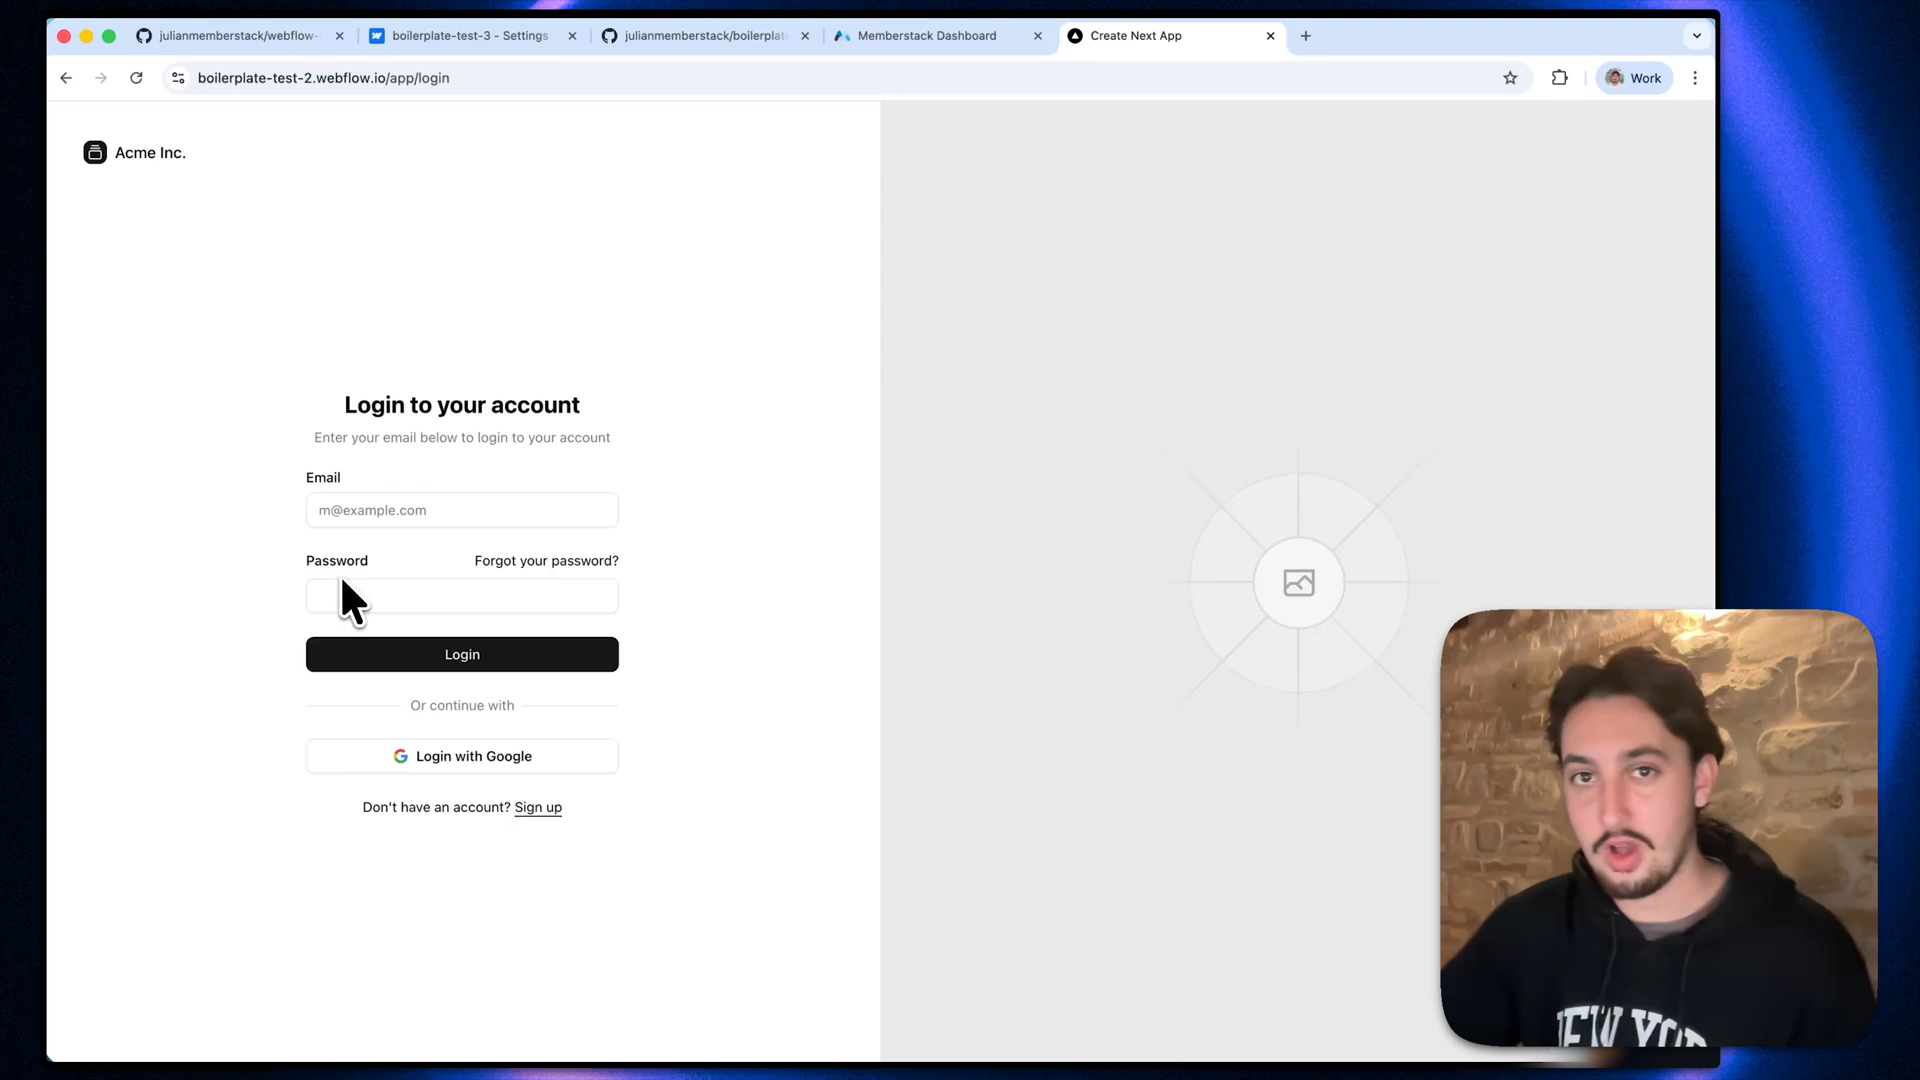 julianmemberstack/webflow-
boilerplate-test-3 - Settings
julianmemberstack/boilerplat
Memberstack Dashboard
Create Next App
boilerplate-test-2.webflow.io/app/login
Work
Acme Inc.
Login to your account
Enter your email below to login to your account
Email
m@example.com
Password
Forgot your password?
Login
Or continue with
Login with Google
Don't have an account? Sign up